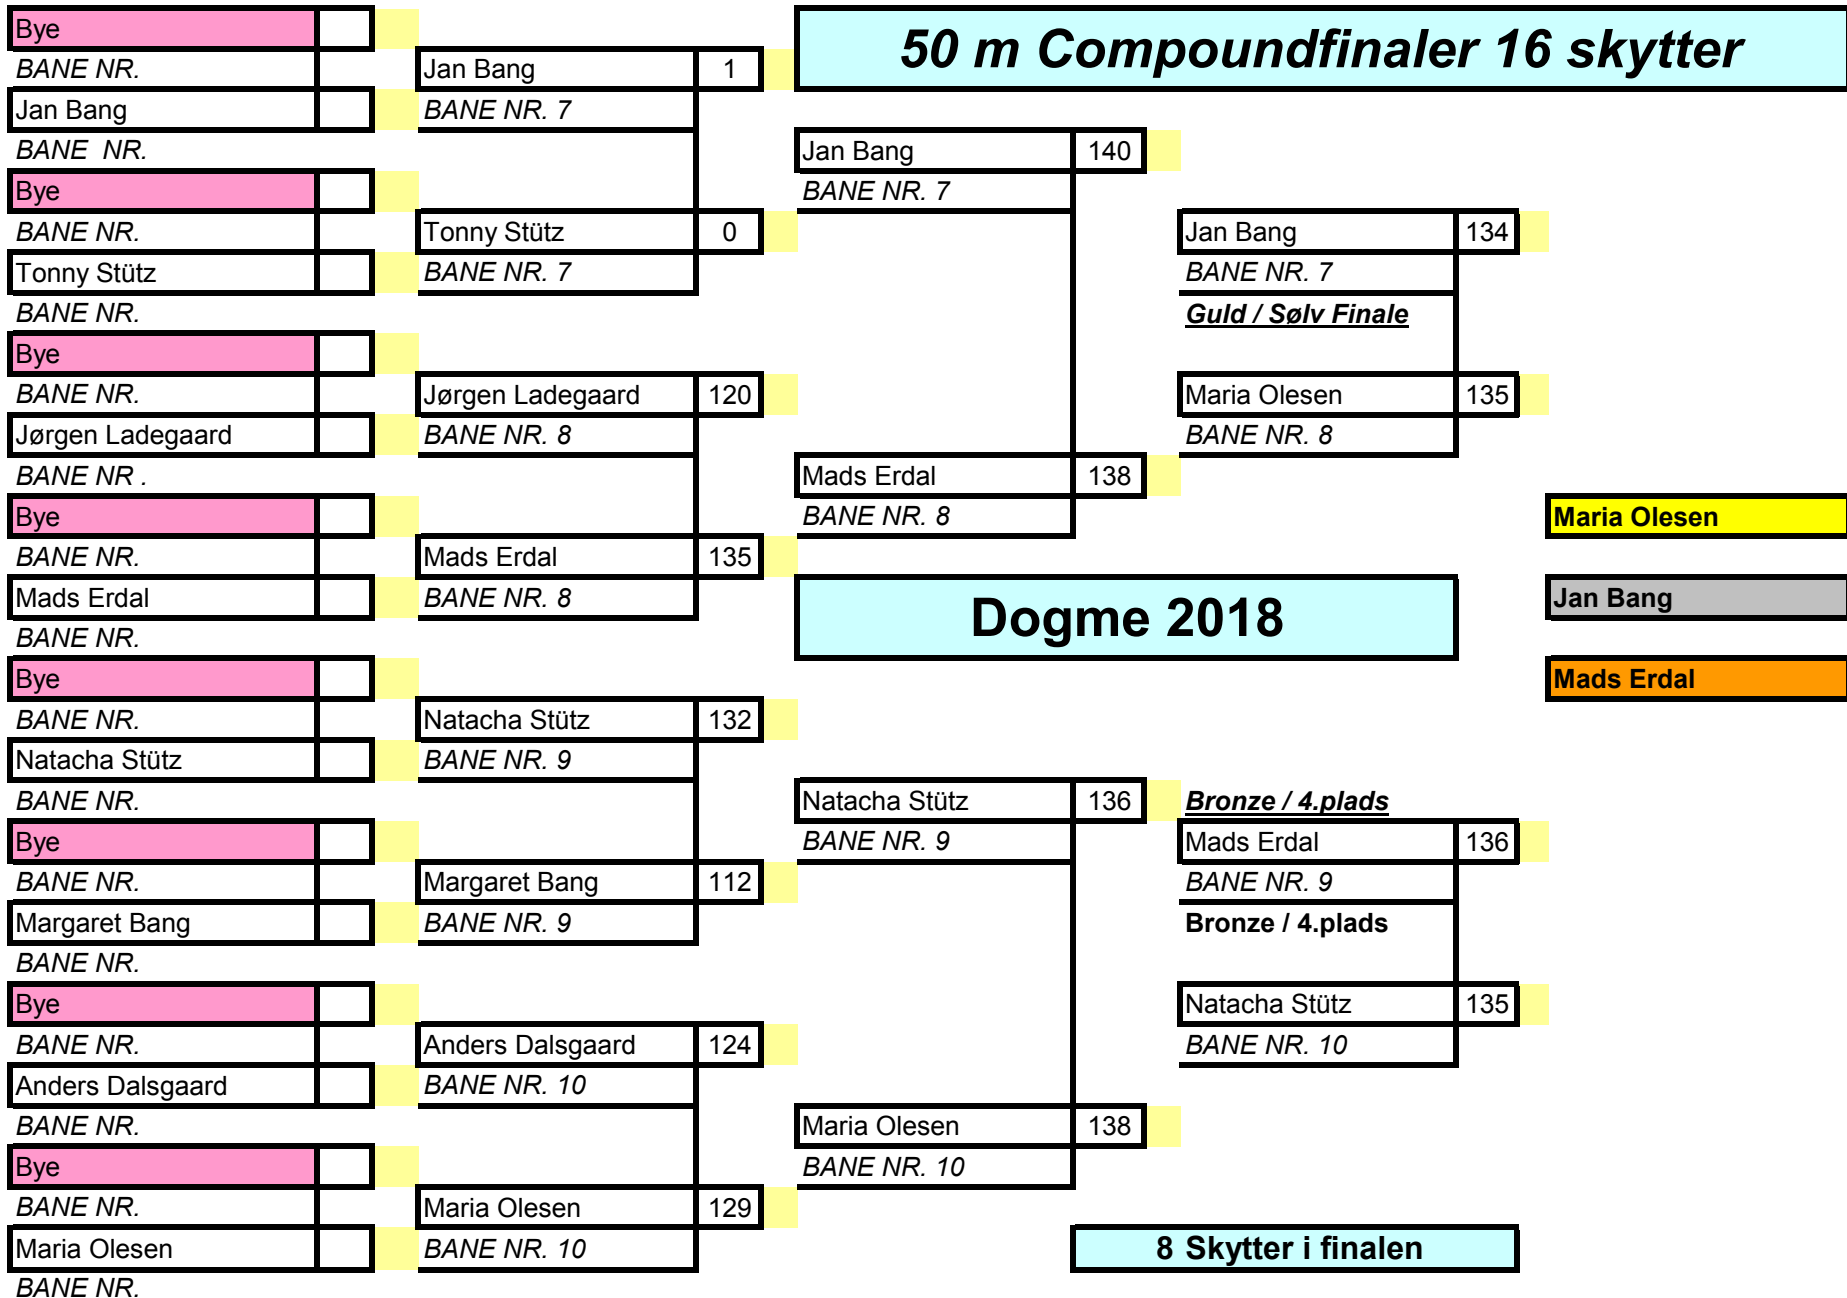 Bye
50 m Compoundfinaler 16 skytter
BANE NR.
Jan Bang 1
Jan Bang
BANE NR. 7
BANE  NR.
Jan Bang 140
Bye
BANE NR. 7
BANE NR.
Tonny Stütz 0
Jan Bang 134
Tonny Stütz
BANE NR. 7
BANE NR. 7
BANE NR.
Guld / Sølv Finale
Bye
BANE NR.
Jørgen Ladegaard 120
Maria Olesen 135
Jørgen Ladegaard
BANE NR. 8
BANE NR. 8
BANE NR .
Mads Erdal 138
Bye
BANE NR. 8
Maria Olesen
BANE NR.
Mads Erdal 135
Mads Erdal
BANE NR. 8
Dogme 2018
Jan Bang
BANE NR.
Bye
Mads Erdal
BANE NR.
Natacha Stütz 132
Natacha Stütz
BANE NR. 9
BANE NR.
Natacha Stütz 136
Bronze / 4.plads
Bye
BANE NR. 9
Mads Erdal 136
BANE NR.
Margaret Bang 112
BANE NR. 9
Margaret Bang
BANE NR. 9
Bronze / 4.plads
BANE NR.
Bye
Natacha Stütz 135
BANE NR.
Anders Dalsgaard 124
BANE NR. 10
Anders Dalsgaard
BANE NR. 10
BANE NR.
Maria Olesen 138
Bye
BANE NR. 10
BANE NR.
Maria Olesen 129
Maria Olesen
BANE NR. 10
8 Skytter i finalen
BANE NR.